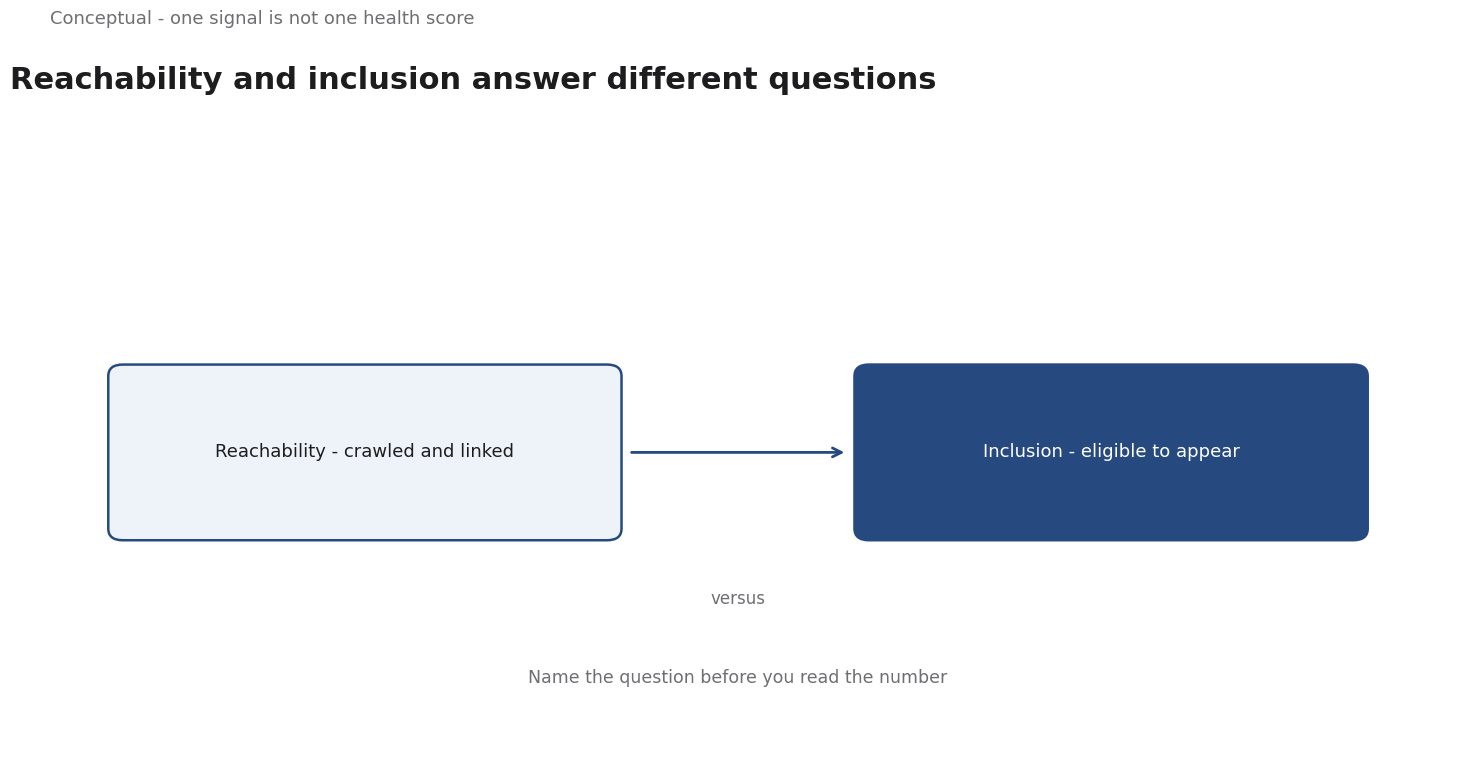 Conceptual - one signal is not one health score
Reachability and inclusion answer different questions
Reachability - crawled and linked
Inclusion - eligible to appear
versus
Name the question before you read the number